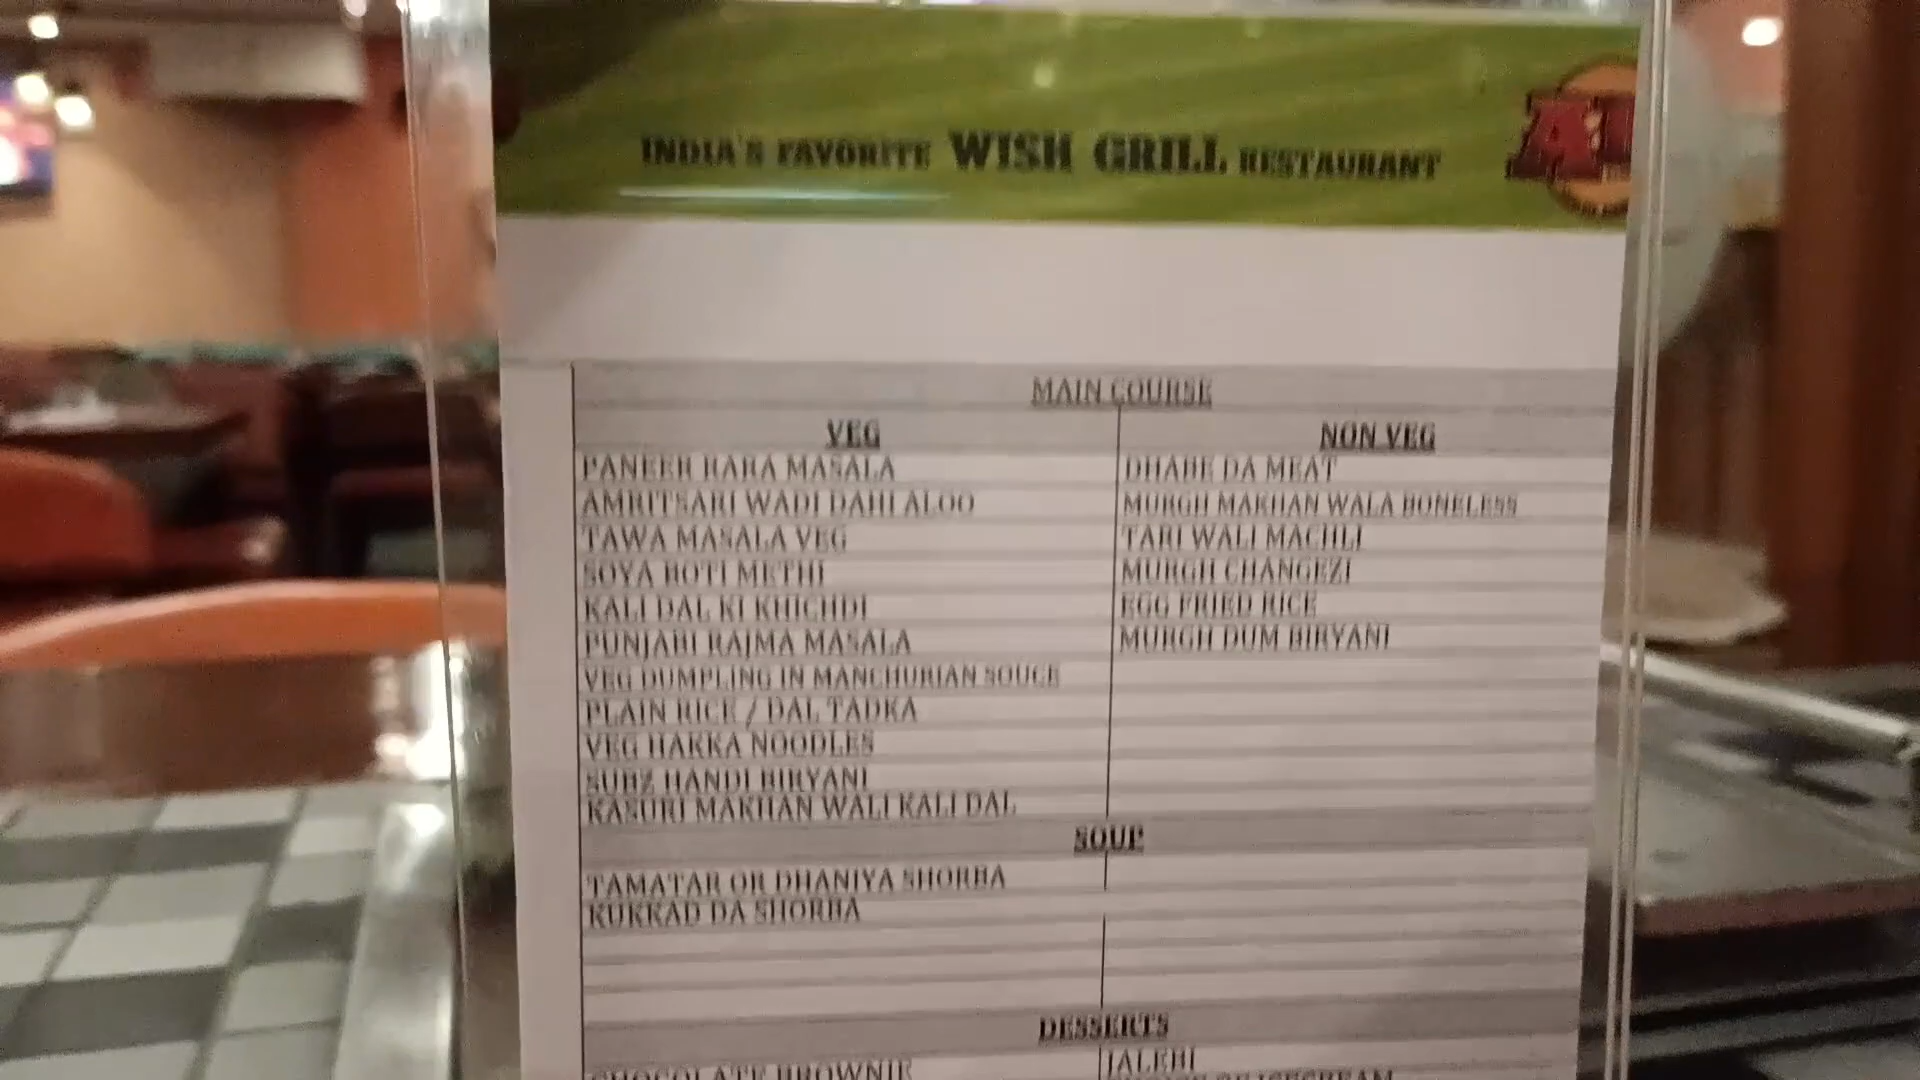 INDIA'S FAVORITE WISH GRILL RESTAURANT
MAIN COURSE
VEG
NON VEG
PANEER RARA MASALA
DHABE DA MEAT
AMRITSARI WADI DAHI ALOO
MURGH MAKHAN WALA BONELESS
TAWA MASALA VEG
TARI WALI MACHLI
SOYA BOTI METHI
MURGH CHANGEZI
KALI DAL KI KHICHDI
EGG FRIED RICE
PUNJABI RAJMA MASALA
MURGH DUM BIRYANI
VEG DUMPLING IN MANCHURIAN SOUCE
PLAIN RICE / DAL TADKA
VEG HAKKA NOODLES
SUBZ HANDI BIRYANI
KASURI MAKHAN WALI KALI DAL
SOUP
TAMATAR OR DHANIYA SHORBA
KUKKAD DA SHORBA
DESSERTS
CHOCOLATE BROWNIE
JALEBI
ICECREAM